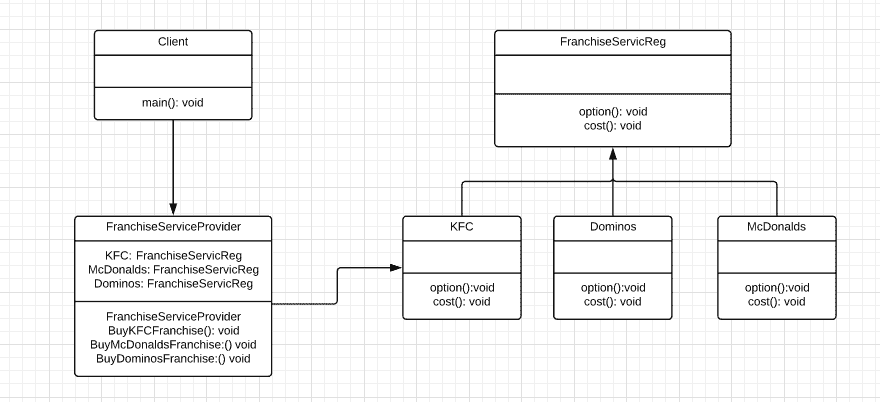 Client
main(): void
FranchiseServicReg
option(): void
cost(): void
FranchiseServiceProvider
KFC: FranchiseServicReg
McDonalds: FranchiseServicReg
Dominos: FranchiseServicReg
FranchiseServiceProvider
BuyKFCFranchise(): void
BuyMcDonaldsFranchise:() void
BuyDominosFranchise:() void
KFC
option():void
cost(): void
Dominos
option():void
cost(): void
McDonalds
option():void
cost(): void